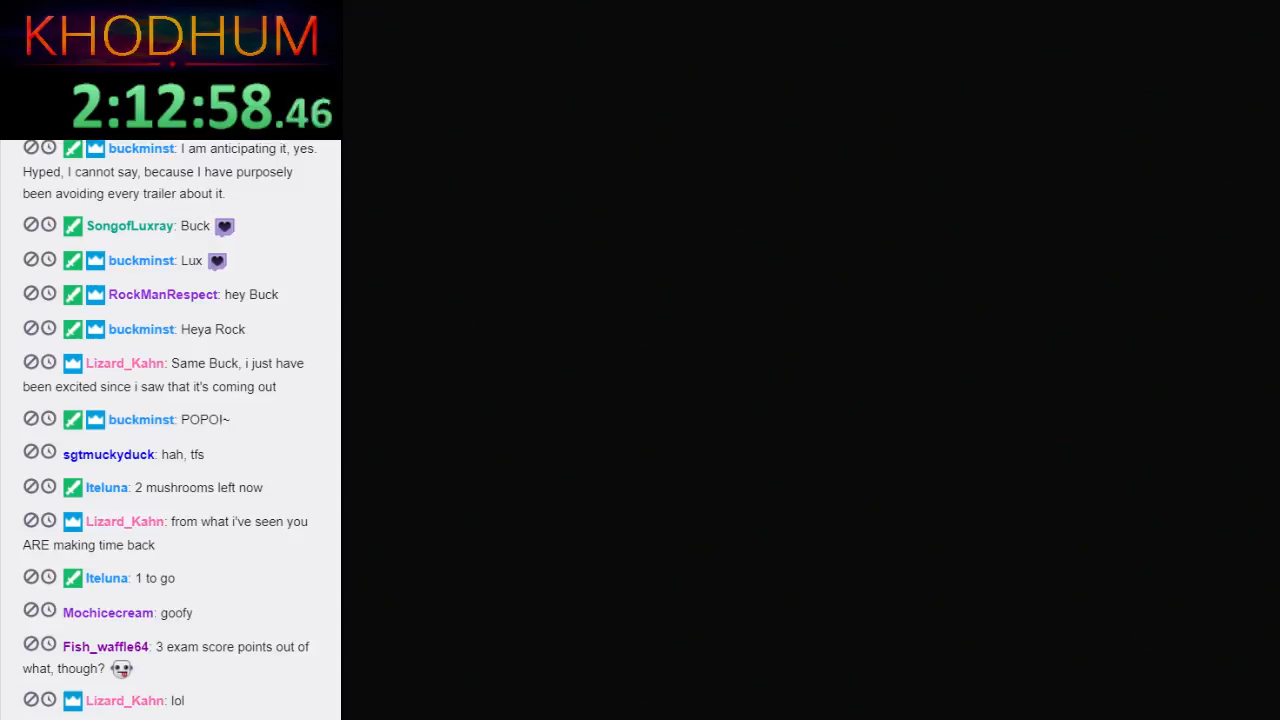 KHODHUM
2:12:58.46
buckminst: I am anticipating it, yes.
Hyped, I cannot say, because I have purposely
been avoiding every trailer about it.
SongofLuxray: Buck
buckminst: Lux
RockManRespect: hey Buck
buckminst: Heya Rock
Lizard_Kahn: Same Buck, i just have
been excited since i saw that it's coming out
buckminst: POPO!~
sgtmuckyduck: hah, tfs
Iteluna: 2 mushrooms left now
Lizard_Kahn: from what i've seen you
ARE making time back
Iteluna: 1 to go
Mochicecream: goofy
Fish_waffle64: 3 exam score points out of
what, though?
Lizard_Kahn: lol